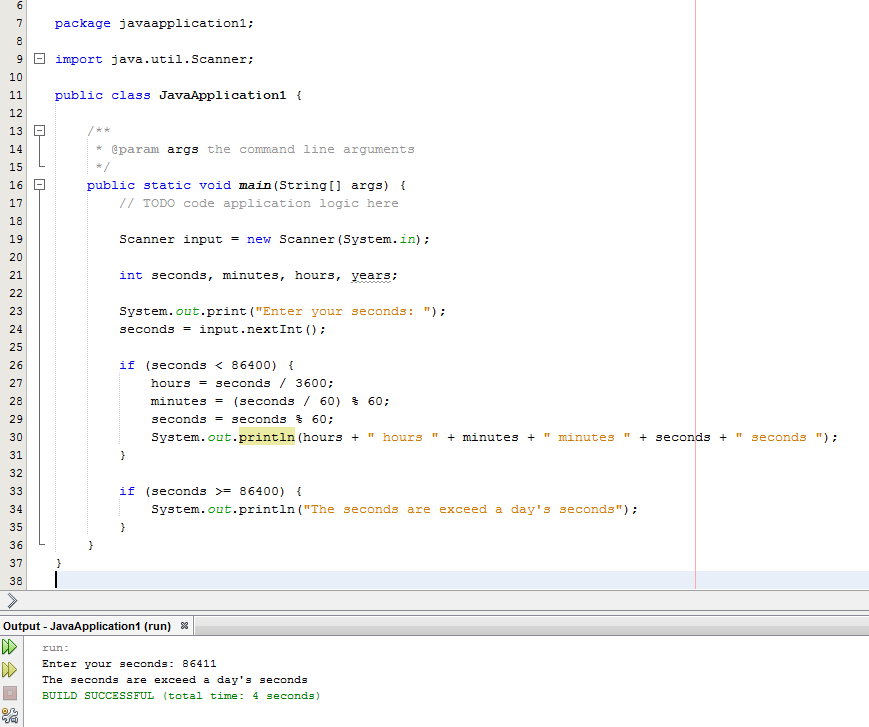 6
7 package javaapplication1;
8
9 import java.util.Scanner;
10
11 public class JavaApplication1 {
12
13 /**
14 * @param args the command line arguments
15 */
16 public static void main(String[] args) {
17 // TODO code application logic here
18
19 Scanner input = new Scanner(System.in);
20
21 int seconds, minutes, hours, years;
22
23 System.out.print("Enter your seconds: ");
24 seconds = input.nextInt();
25
26 if (seconds < 86400) {
27 hours = seconds / 3600;
28 minutes = (seconds / 60) % 60;
29 seconds = seconds % 60;
30 System.out.println(hours + " hours " + minutes + " minutes " + seconds + " seconds ");
31 }
32
33 if (seconds >= 86400) {
34 System.out.println("The seconds are exceed a day's seconds");
35 }
36 }
37 }
38
Output - JavaApplication1 (run)
run:
Enter your seconds: 86411
The seconds are exceed a day's seconds
BUILD SUCCESSFUL (total time: 4 seconds)